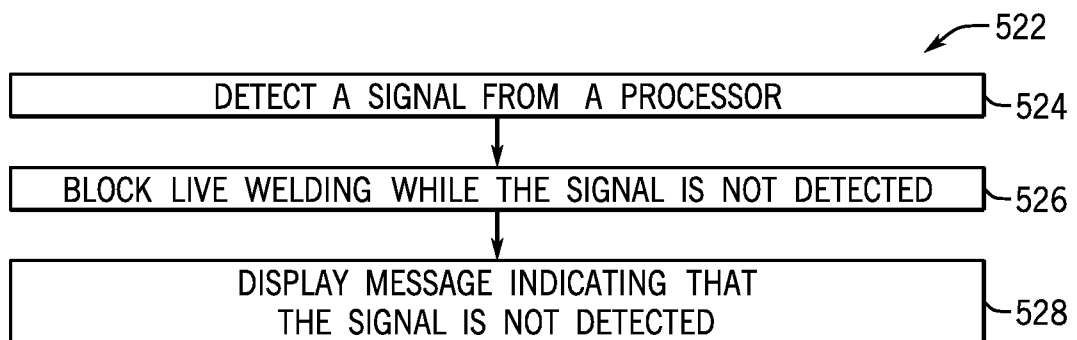 522
DETECT A SIGNAL FROM A PROCESSOR
524
BLOCK LIVE WELDING WHILE THE SIGNAL IS NOT DETECTED
526
DISPLAY MESSAGE INDICATING THAT
THE SIGNAL IS NOT DETECTED
528